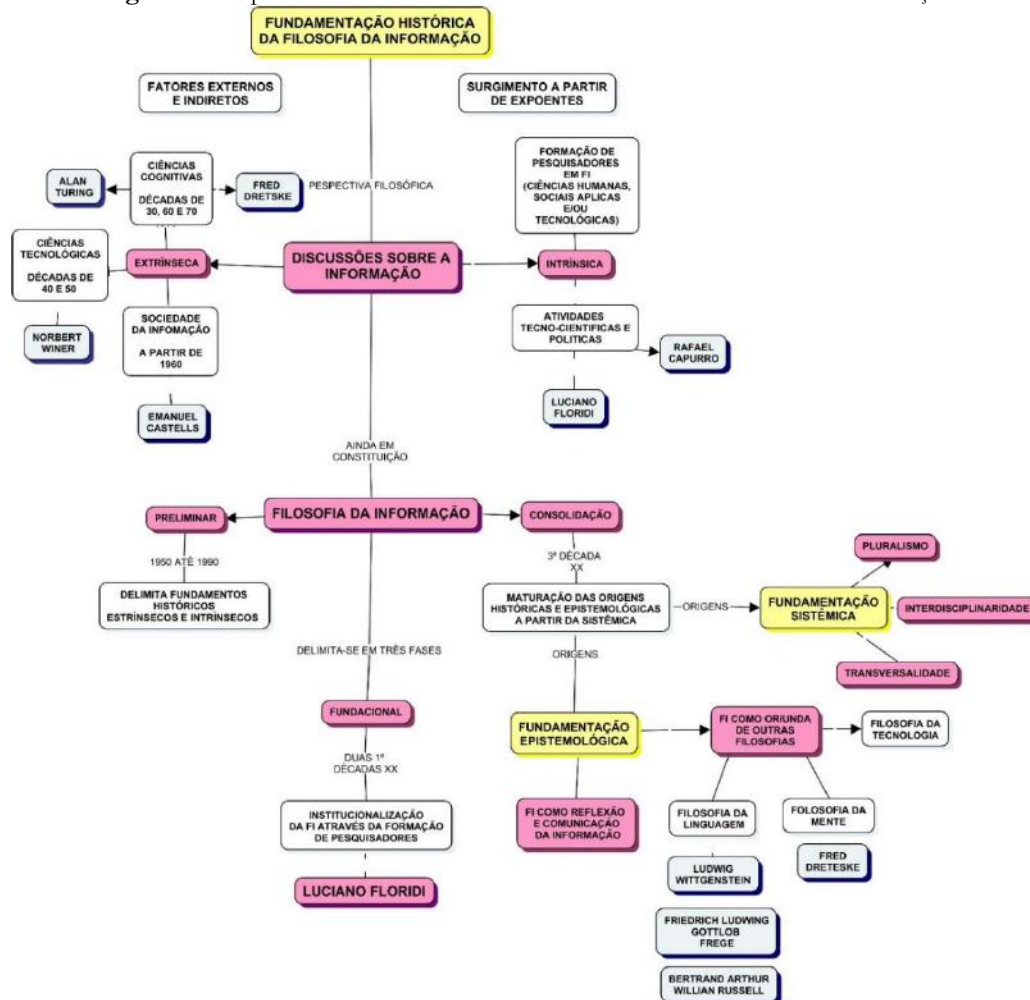 FUNDAMENTAÇÃO HISTÓRICA
DA FILOSOFIA DA INFORMAÇÃO
FATORES EXTERNOS
E INDIRETOS
SURGIMENTO A PARTIR
DE EXPOENTES
ALAN
TURING
CIÊNCIAS
COGNITIVAS
DÉCADAS DE
30, 60 E 70
FRED
DRETSKE
PESPECTIVA FILOSÓFICA
FORMAÇÃO DE
PESQUISADORES
EM FI
(CIÊNCIAS HUMANAS,
SOCIAIS APLICAS
E/OU
TECNOLÓGICAS)
CIÊNCIAS
TECNOLÓGICAS
DÉCADAS DE
40 E 50
EXTRÍNSECA
DISCUSSÕES SOBRE A
INFORMAÇÃO
INTRÍNSICA
NORBERT
WINER
SOCIEDADE
DA INFOMAÇÃO
A PARTIR DE
1960
ATIVIDADES
TECNO-CIENTIFICAS E
POLITICAS
RAFAEL
CAPURRO
EMANUEL
CASTELLS
LUCIANO
FLORIDI
AINDA EM
CONSTITUIÇÃO
PRELIMINAR
FILOSOFIA DA INFORMAÇÃO
CONSOLIDAÇÃO
1950 ATÉ 1990
3ª DÉCADA
XX
PLURALISMO
DELIMITA FUNDAMENTOS
HISTÓRICOS
ESTRÍNSECOS E INTRÍNSECOS
MATURAÇÃO DAS ORIGENS
HISTÓRICAS E EPISTEMOLÓGICAS
A PARTIR DA SISTÊMICA
ORIGENS
FUNDAMENTAÇÃO
SISTÊMICA
INTERDISCIPLINARIDADE
DELIMITA-SE EM TRÊS FASES
ORIGENS
TRANSVERSALIDADE
FUNDACIONAL
FUNDAMENTAÇÃO
EPISTEMOLÓGICA
FI COMO ORIUNDA
DE OUTRAS
FILOSOFIAS
FILOSOFIA DA
TECNOLOGIA
DUAS 1ª
DÉCADAS XX
INSTITUCIONALIZAÇÃO
DA FI ATRAVÉS DA FORMAÇÃO
DE PESQUISADORES
FI COMO REFLEXÃO
E COMUNICAÇÃO
DA INFORMAÇÃO
FILOSOFIA DA
LINGUAGEM
FOLOSOFIA DA
MENTE
LUCIANO FLORIDI
LUDWIG
WITTGENSTEIN
FRED
DRETESKE
FRIEDRICH LUDWING
GOTTLOB
FREGE
BERTRAND ARTHUR
WILLIAN RUSSELL